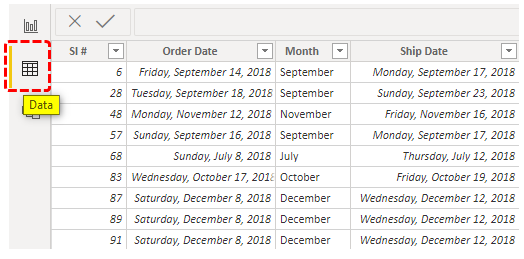 SI # Order Date Month Ship Date
6 Friday, September 14, 2018 September Monday, September 17, 2018
Data 28 Tuesday, September 18, 2018 September Sunday, September 23, 2018
48 Monday, November 12, 2018 November Friday, November 16, 2018
57 Sunday, September 16, 2018 September Monday, September 17, 2018
68 Sunday, July 8, 2018 July Thursday, July 12, 2018
83 Wednesday, October 17, 2018 October Friday, October 19, 2018
87 Saturday, December 8, 2018 December Wednesday, December 12, 2018
89 Saturday, December 8, 2018 December Wednesday, December 12, 2018
91 Saturday, December 8, 2018 December Wednesday, December 12, 2018